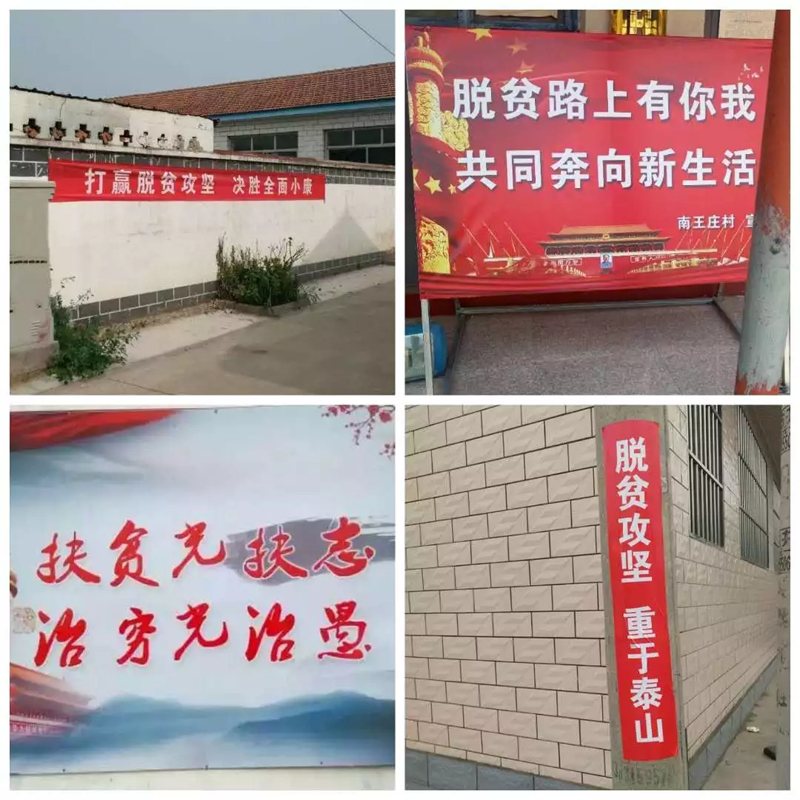 打赢脱贫攻坚 决胜全面小康
脱贫路上有你我
共同奔向新生活
南王庄村 宣
扶贫先扶志
治穷先治愚
脱贫攻坚 重于泰山